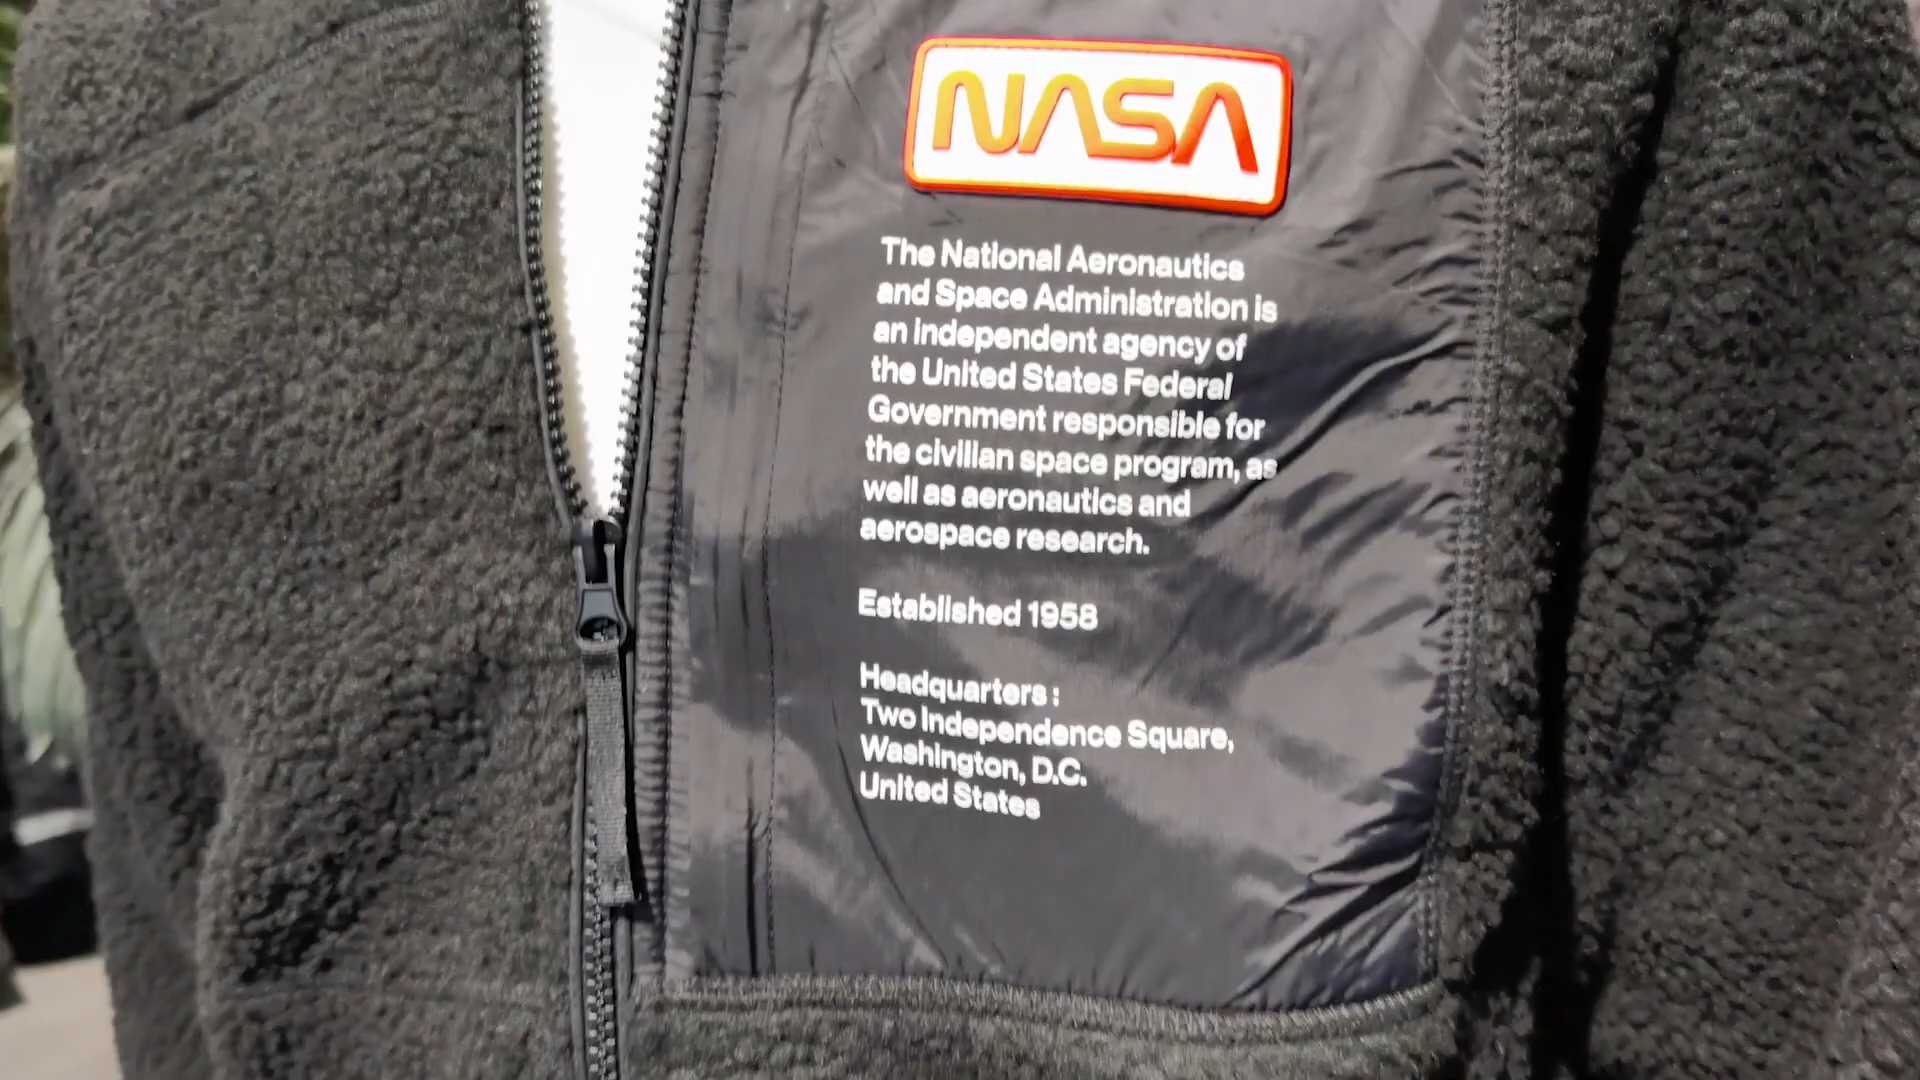 NASA
The National Aeronautics
and Space Administration is
an independent agency of
the United States Federal
Government responsible for
the civilian space program, as
well as aeronautics and
aerospace research.
Established 1958
Headquarters :
Two Independence Square,
Washington, D.C.
United States